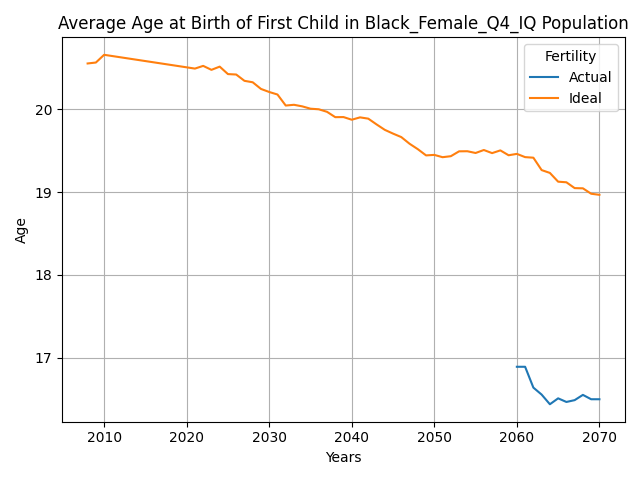 Average Age at Birth of First Child in Black_Female_Q4_IQ Population
Fertility
Actual
Ideal
Age
20
19
18
17
2010 2020 2030 2040 2050 2060 2070
Years